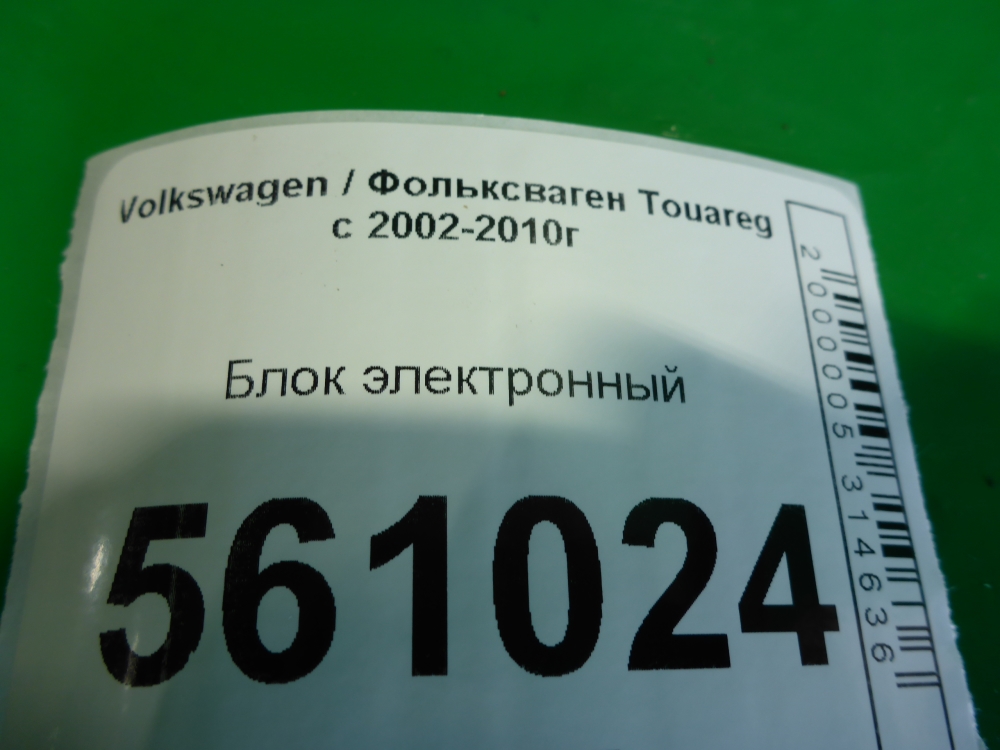 Volkswagen / Фольксваген Touareg
с 2002-2010г
Блок электронный
561024
2000005314636